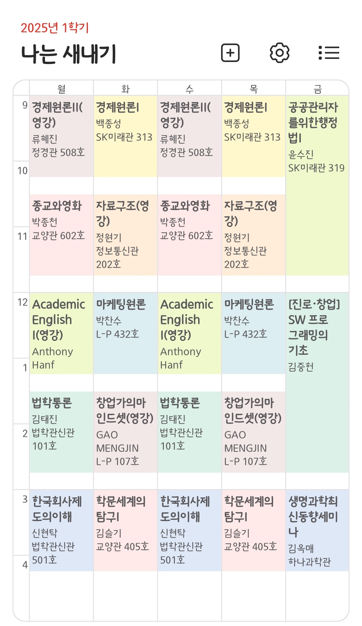 2025년 1학기
나는 새내기
월 화 수 목 금
9
경제원론II(
영강)
류혜진
정경관 508호
경제원론I
백종성
SK미래관 313
경제원론II(
영강)
류혜진
정경관 508호
경제원론I
백종성
SK미래관 313
공공관리자
를위한행정
법I
윤수진
SK미래관 319
10
종교와영화
박종천
교양관 602호
자료구조(영
강)
정원기
정보통신관
202호
종교와영화
박종천
교양관 602호
자료구조(영
강)
정원기
정보통신관
202호
11
12
Academic
English
I(영강)
Anthony
Hanf
마케팅원론
박찬수
L-P 432호
Academic
English
I(영강)
Anthony
Hanf
마케팅원론
박찬수
L-P 432호
[진로·창업]
SW 프로
그래밍의
기초
김중헌
1
법학통론
김태진
법학관신관
101호
창업가의마
인드셋(영강)
GAO
MENGJIN
L-P 107호
법학통론
김태진
법학관신관
101호
창업가의마
인드셋(영강)
GAO
MENGJIN
L-P 107호
2
3
한국회사제
도의이해
신현탁
법학관신관
501호
학문세계의
탐구I
김슬기
교양관 405호
한국회사제
도의이해
신현탁
법학관신관
501호
학문세계의
탐구I
김슬기
교양관 405호
생명과학최
신동향세미
나
김옥매
하나과학관
4